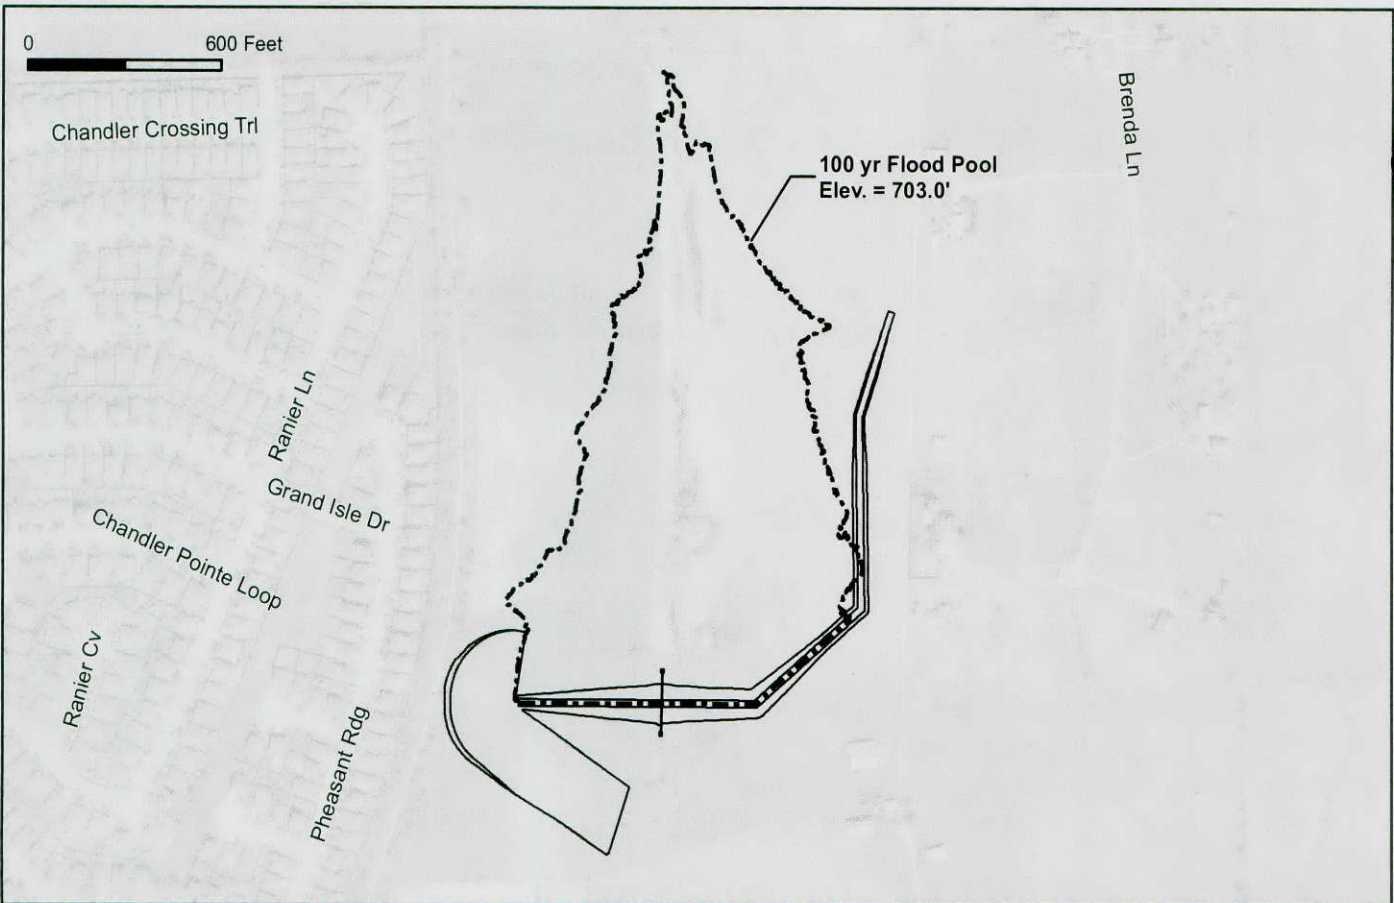 0 600 Feet
Chandler Crossing Trl
Brenda Ln
100 yr Flood Pool
Elev. = 703.0'
Ranier Ln
Grand Isle Dr
Chandler Pointe Loop
Ranier Cv
Pheasant Rdg